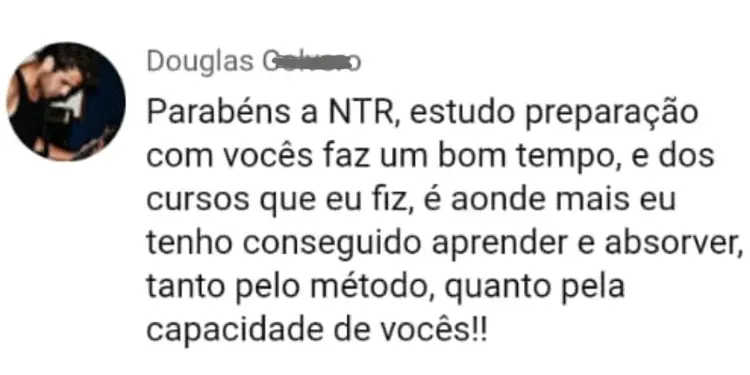 Douglas
Parabéns a NTR, estudo preparação
com vocês faz um bom tempo, e dos
cursos que eu fiz, é aonde mais eu
tenho conseguido aprender e absorver,
tanto pelo método, quanto pela
capacidade de vocês!!